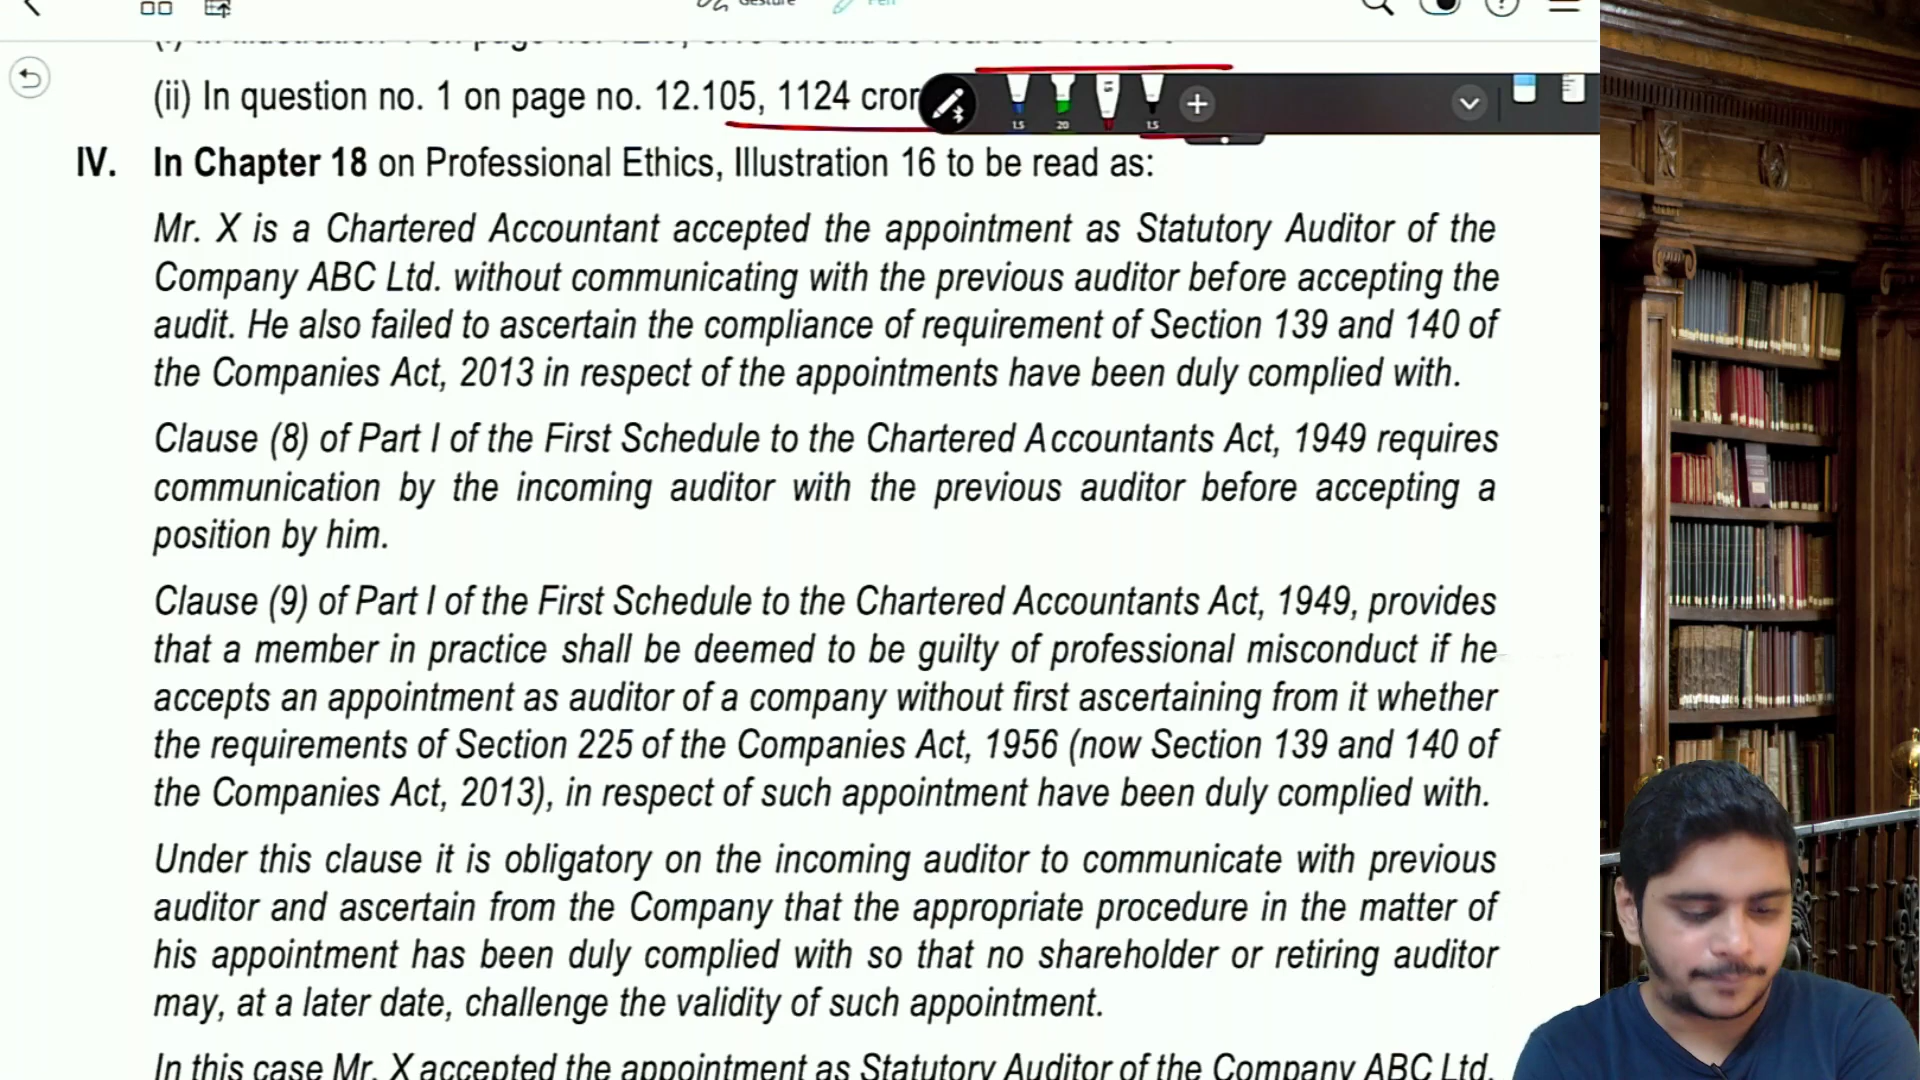 Gesture Pen
(ii) In question no. 1 on page no. 12.105, 1124 cror
1.5 20 15 1.5
IV. In Chapter 18 on Professional Ethics, Illustration 16 to be read as:
Mr. X is a Chartered Accountant accepted the appointment as Statutory Auditor of the
Company ABC Ltd. without communicating with the previous auditor before accepting the
audit. He also failed to ascertain the compliance of requirement of Section 139 and 140 of
the Companies Act, 2013 in respect of the appointments have been duly complied with.
Clause (8) of Part I of the First Schedule to the Chartered Accountants Act, 1949 requires
communication by the incoming auditor with the previous auditor before accepting a
position by him.
Clause (9) of Part I of the First Schedule to the Chartered Accountants Act, 1949, provides
that a member in practice shall be deemed to be guilty of professional misconduct if he
accepts an appointment as auditor of a company without first ascertaining from it whether
the requirements of Section 225 of the Companies Act, 1956 (now Section 139 and 140 of
the Companies Act, 2013), in respect of such appointment have been duly complied with.
Under this clause it is obligatory on the incoming auditor to communicate with previous
auditor and ascertain from the Company that the appropriate procedure in the matter of
his appointment has been duly complied with so that no shareholder or retiring auditor
may, at a later date, challenge the validity of such appointment.
In this case Mr. X accepted the appointment as Statutory Auditor of the Company ABC Ltd.